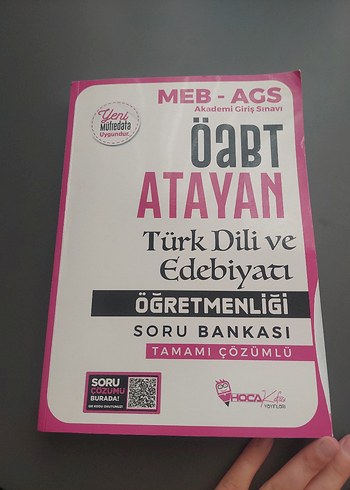 MEB - AGS
Akademi Giriş Sınavı
Yeni
Müfredata
Uygundur.
ÖaBT
ATAYAN
Türk Dili ve
Edebiyatı
ÖĞRETMENLİĞİ
SORU BANKASI
TAMAMI ÇÖZÜMLÜ
SORU
ÇÖZÜMÜ
BURADA!
HOCA Kafası
YAYINLARI